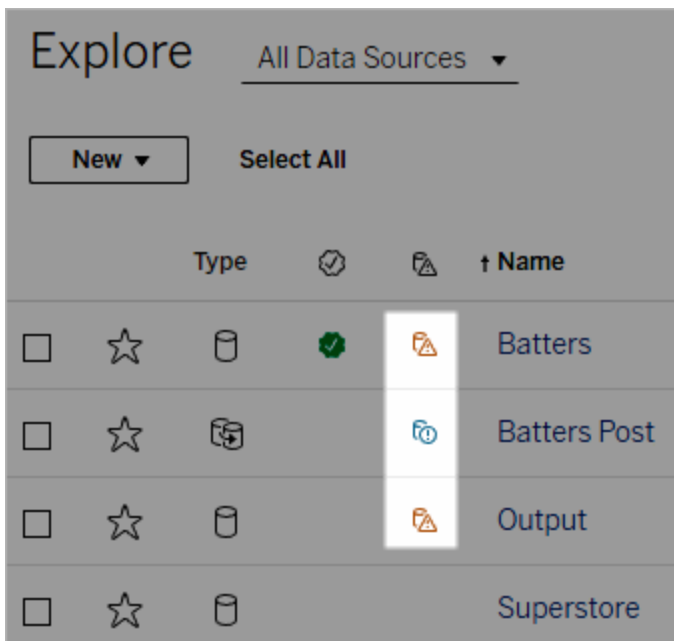 Explore All Data Sources
New Select All
Type Name
Batters
Batters Post
Output
Superstore